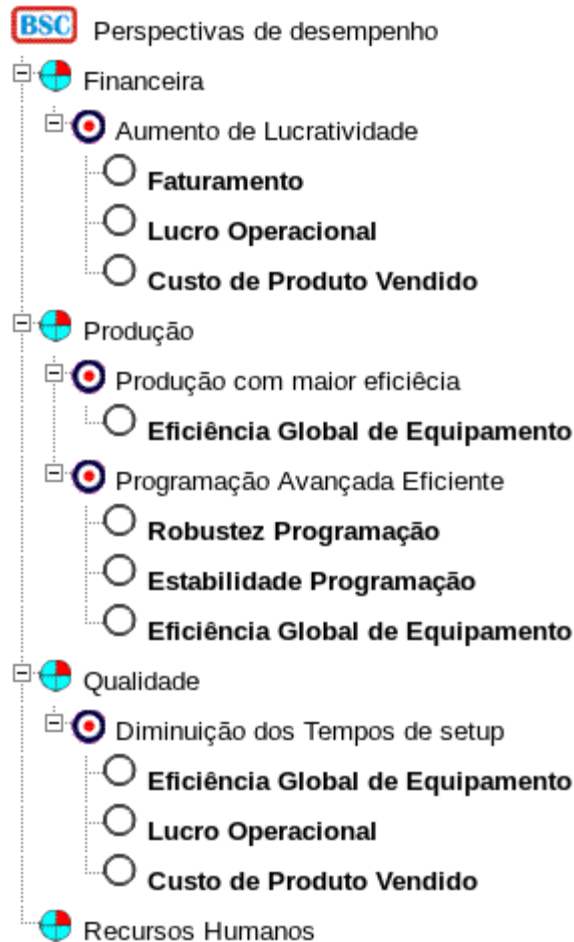 BSC Perspectivas de desempenho
Financeira
Aumento de Lucratividade
Faturamento
Lucro Operacional
Custo de Produto Vendido
Produção
Produção com maior eficiêcia
Eficiência Global de Equipamento
Programação Avançada Eficiente
Robustez Programação
Estabilidade Programação
Eficiência Global de Equipamento
Qualidade
Diminuição dos Tempos de setup
Eficiência Global de Equipamento
Lucro Operacional
Custo de Produto Vendido
Recursos Humanos